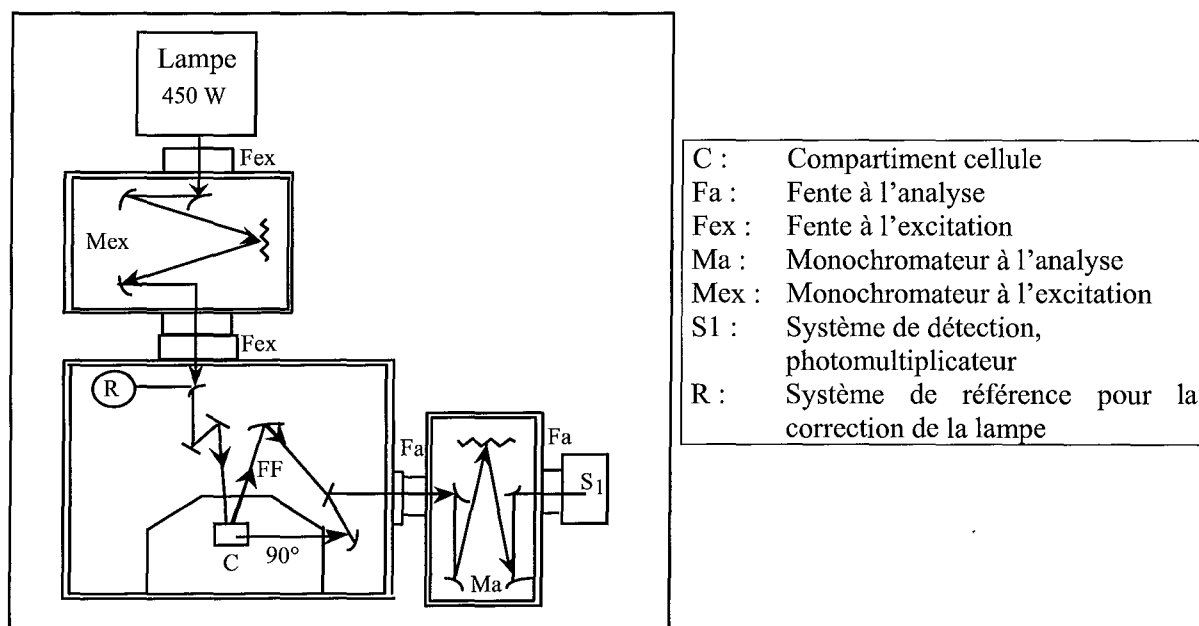 Lampe
450 W
Fex
Mex
Fex
R
FF
Fa
Fa
S1
C
90°
Ma
C : Compartiment cellule
Fa : Fente à l'analyse
Fex : Fente à l'excitation
Ma : Monochromateur à l'analyse
Mex : Monochromateur à l'excitation
S1 : Système de détection,
photomultiplicateur
R : Système de référence pour la
correction de la lampe